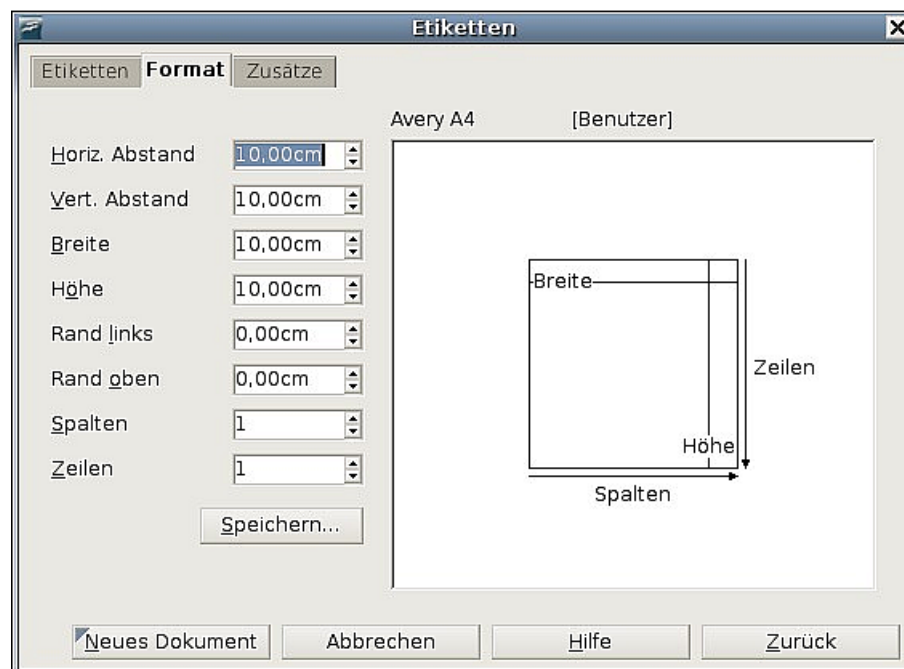 Etiketten
Etiketten Format Zusätze
Avery A4 [Benutzer]
Horiz. Abstand 10,00cm
Vert. Abstand 10,00cm
Breite 10,00cm
Höhe 10,00cm
Rand links 0,00cm
Rand oben 0,00cm
Spalten 1
Zeilen 1
Speichern...
Breite
Zeilen
Höhe
Spalten
Neues Dokument Abbrechen Hilfe Zurück